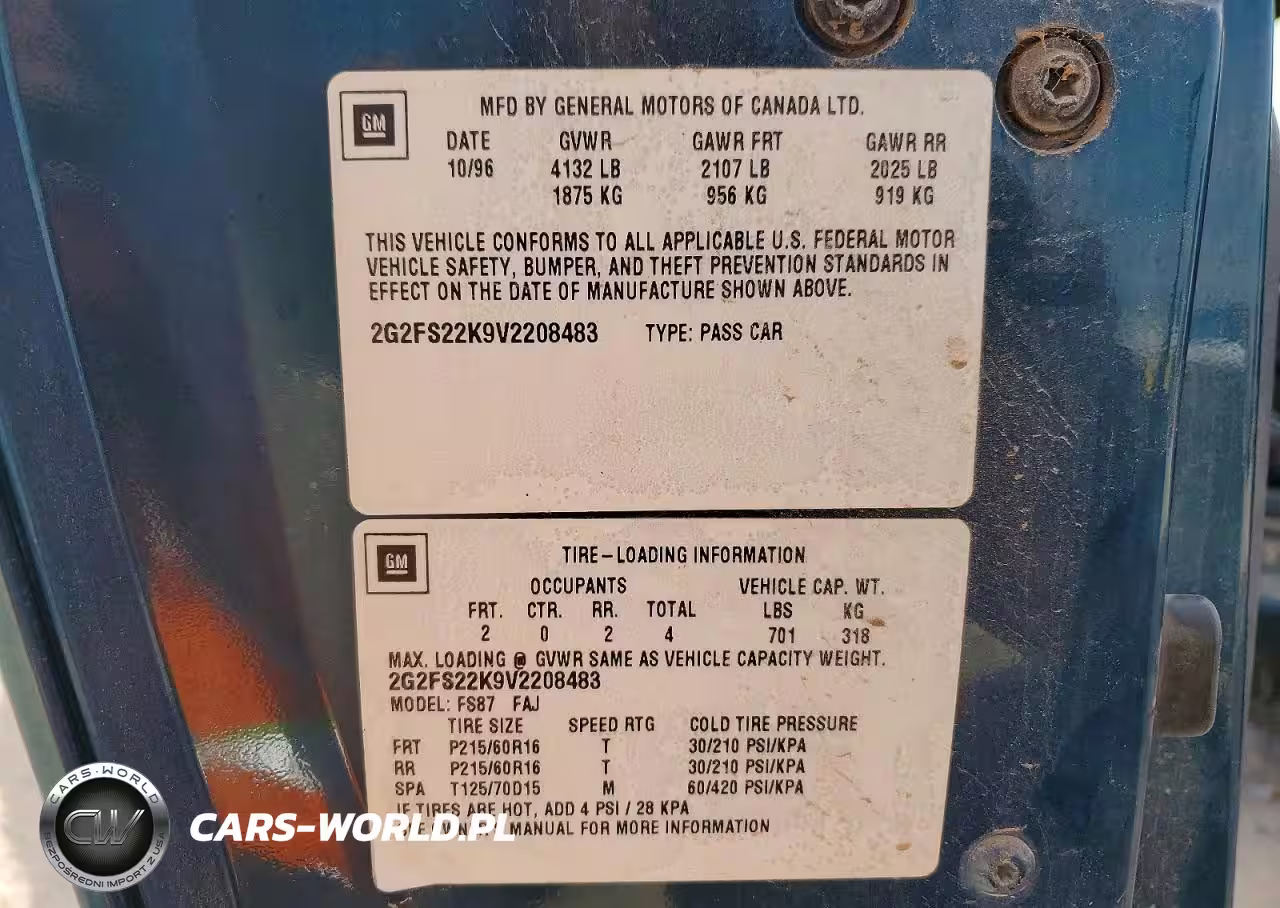 GM
MFD BY GENERAL MOTORS OF CANADA LTD.
DATE GVWR GAWR FRT GAWR RR
10/96 4132 LB 2107 LB 2025 LB
1875 KG 956 KG 919 KG
THIS VEHICLE CONFORMS TO ALL APPLICABLE U.S. FEDERAL MOTOR
VEHICLE SAFETY, BUMPER, AND THEFT PREVENTION STANDARDS IN
EFFECT ON THE DATE OF MANUFACTURE SHOWN ABOVE.
2G2FS22K9V2208483 TYPE: PASS CAR
GM
TIRE-LOADING INFORMATION
OCCUPANTS VEHICLE CAP. WT.
FRT. CTR. RR. TOTAL LBS KG
2 0 2 4 701 318
MAX. LOADING @ GVWR SAME AS VEHICLE CAPACITY WEIGHT.
2G2FS22K9V2208483
MODEL: FS87 FAJ
TIRE SIZE SPEED RTG COLD TIRE PRESSURE
FRT P215/60R16 T 30/210 PSI/KPA
RR P215/60R16 T 30/210 PSI/KPA
SPA T125/70D15 M 60/420 PSI/KPA
IF TIRES ARE HOT, ADD 4 PSI / 28 KPA
MANUAL FOR MORE INFORMATION
CARS-WORLD
CW
BEZPOŚREDNI IMPORT Z USA
CARS-WORLD.PL